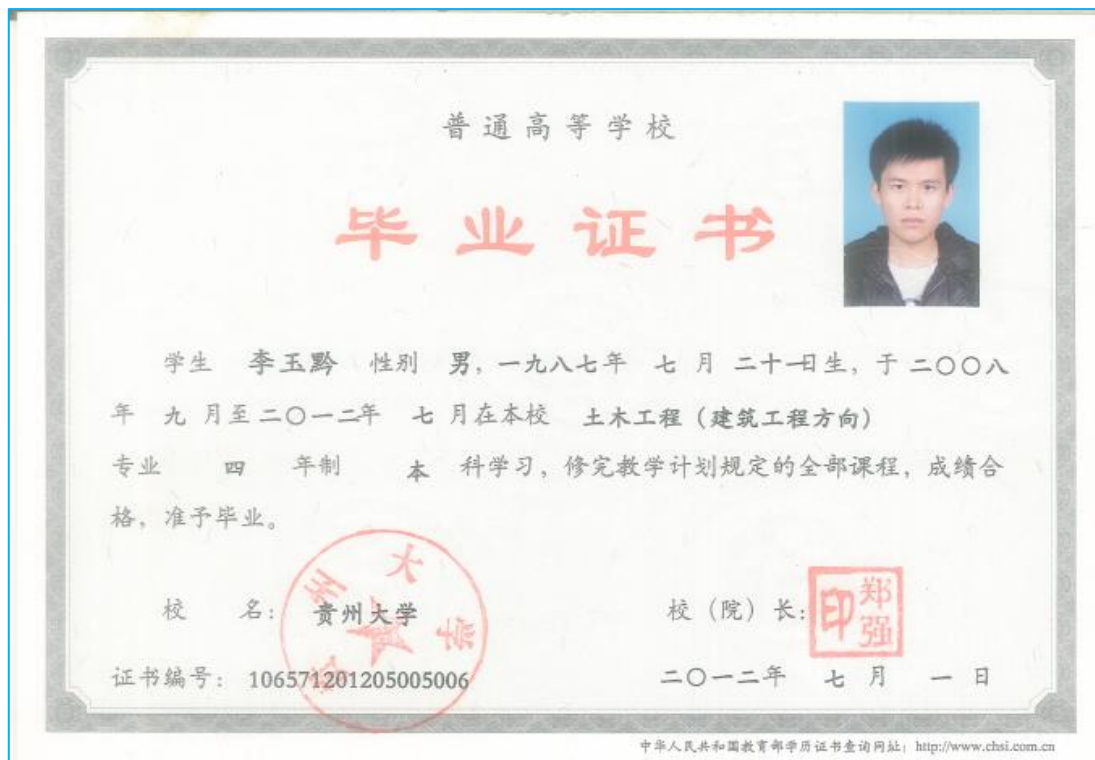 普通高等学校
毕业证书
学生 李玉黔 性别 男，一九八七年 七 月 二十一日生，于 二〇〇八
年 九 月至 二〇一二年 七 月在本校 土木工程（建筑工程方向）
专业 四 年制 本 科学习，修完教学计划规定的全部课程，成绩合
格，准予毕业。
校 名： 贵州大学
校（院）长：
郑强印
贵州大学
证书编号： 106571201205005006
二〇一二年 七 月 一 日
中华人民共和国教育部学历证书查询网址：http://www.chsi.com.cn